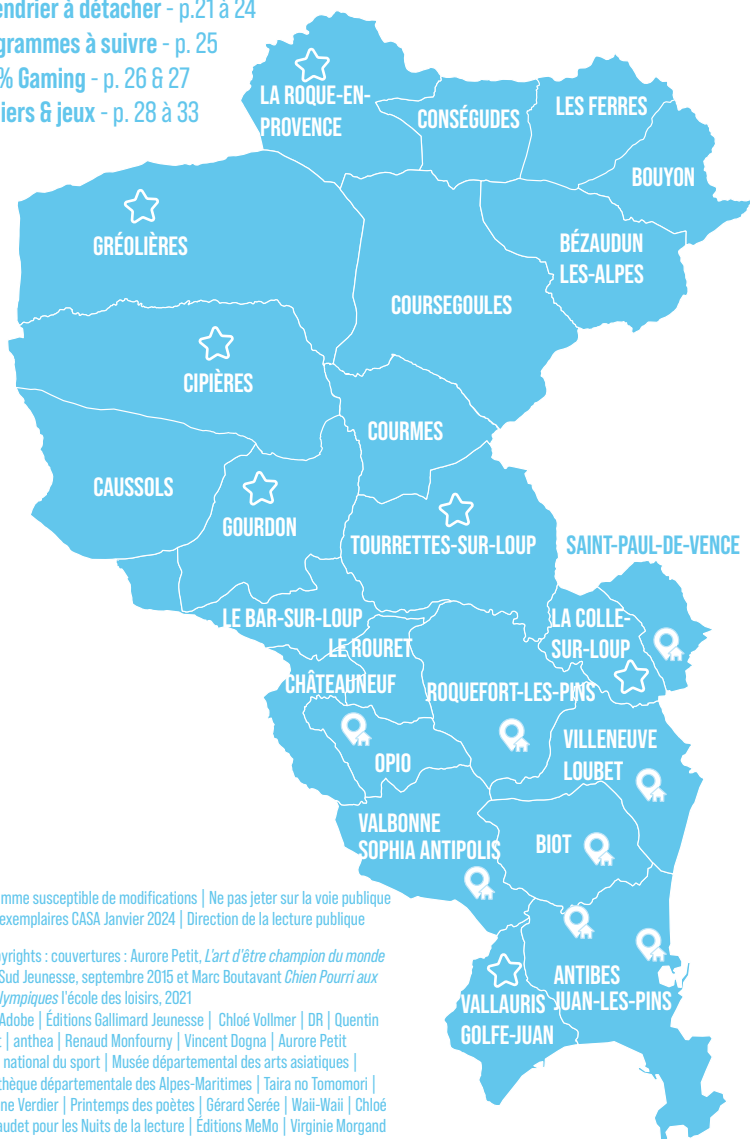 endrier à détacher - p.21 à 24
grammes à suivre - p. 25
% Gaming - p. 26 & 27
iers & jeux - p. 28 à 33
LA ROQUE-EN-
PROVENCE
CONSÉGUDES
LES FERRES
BOUYON
GRÉOLIÈRES
BÉZAUDUN
LES-ALPES
COURSEGOULES
CIPIÈRES
COURMES
CAUSSOLS
GOURDON
TOURRETTES-SUR-LOUP
SAINT-PAUL-DE-VENCE
LE BAR-SUR-LOUP
LA COLLE-
SUR-LOUP
LE ROURET
CHÂTEAUNEUF
ROQUEFORT-LES-PINS
OPIO
VILLENEUVE
LOUBET
VALBONNE
SOPHIA ANTIPOLIS
BIOT
ANTIBES
JUAN-LES-PINS
VALLAURIS
GOLFE-JUAN
mme susceptible de modifications | Ne pas jeter sur la voie publique
exemplaires CASA Janvier 2024 | Direction de la lecture publique
yrights : couvertures : Aurore Petit, L'art d'être champion du monde
Sud Jeunesse, septembre 2015 et Marc Boutavant Chien Pourri aux
lympiques l'école des loisirs, 2021
Adobe | Éditions Gallimard Jeunesse | Chloé Vollmer | DR | Quentin
t | anthea | Renaud Monfourny | Vincent Dogna | Aurore Petit
national du sport | Musée départemental des arts asiatiques |
thèque départementale des Alpes-Maritimes | Taira no Tomomori |
ne Verdier | Printemps des poètes | Gérard Serée | Waii-Waii | Chloé
audet pour les Nuits de la lecture | Éditions MeMo | Virginie Morgand